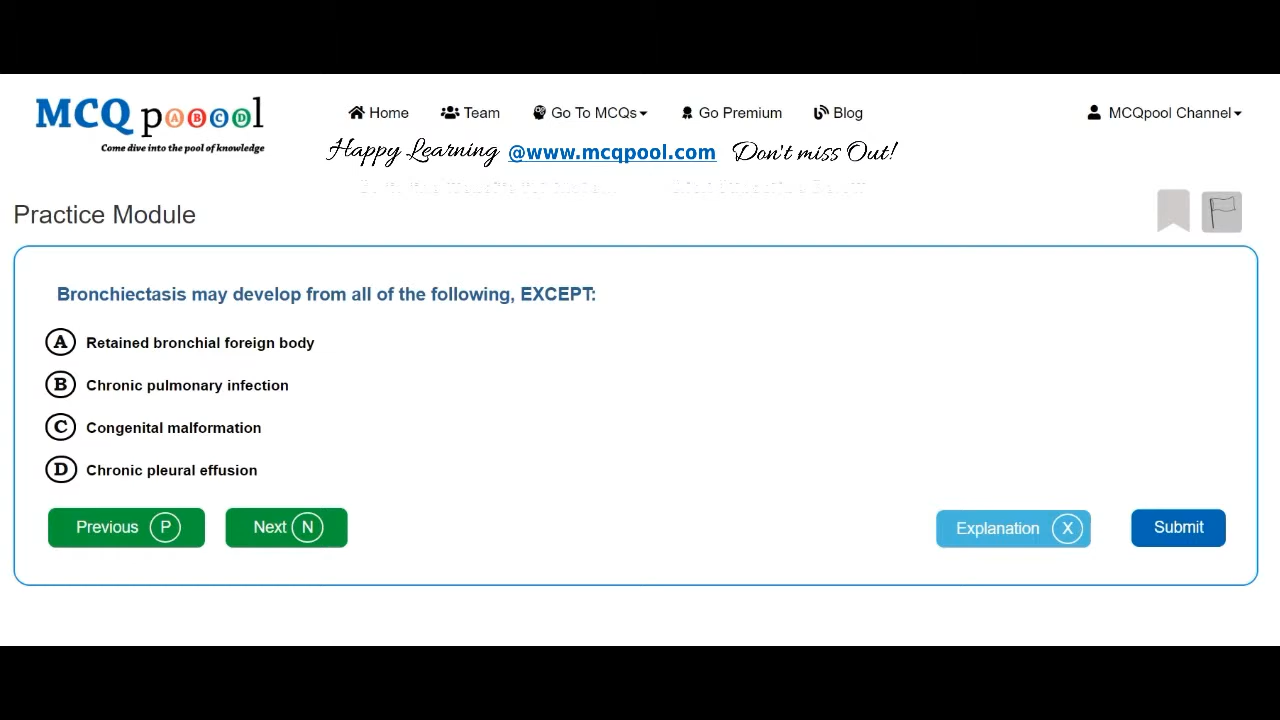 MCQ pooool
Come dive into the pool of knowledge
Home Team Go To MCQs Go Premium Blog MCQpool Channel
Happy Learning @www.mcqpool.com Don't miss Out!
Practice Module
Bronchiectasis may develop from all of the following, EXCEPT:
A Retained bronchial foreign body
B Chronic pulmonary infection
C Congenital malformation
D Chronic pleural effusion
Previous P Next N Explanation X Submit